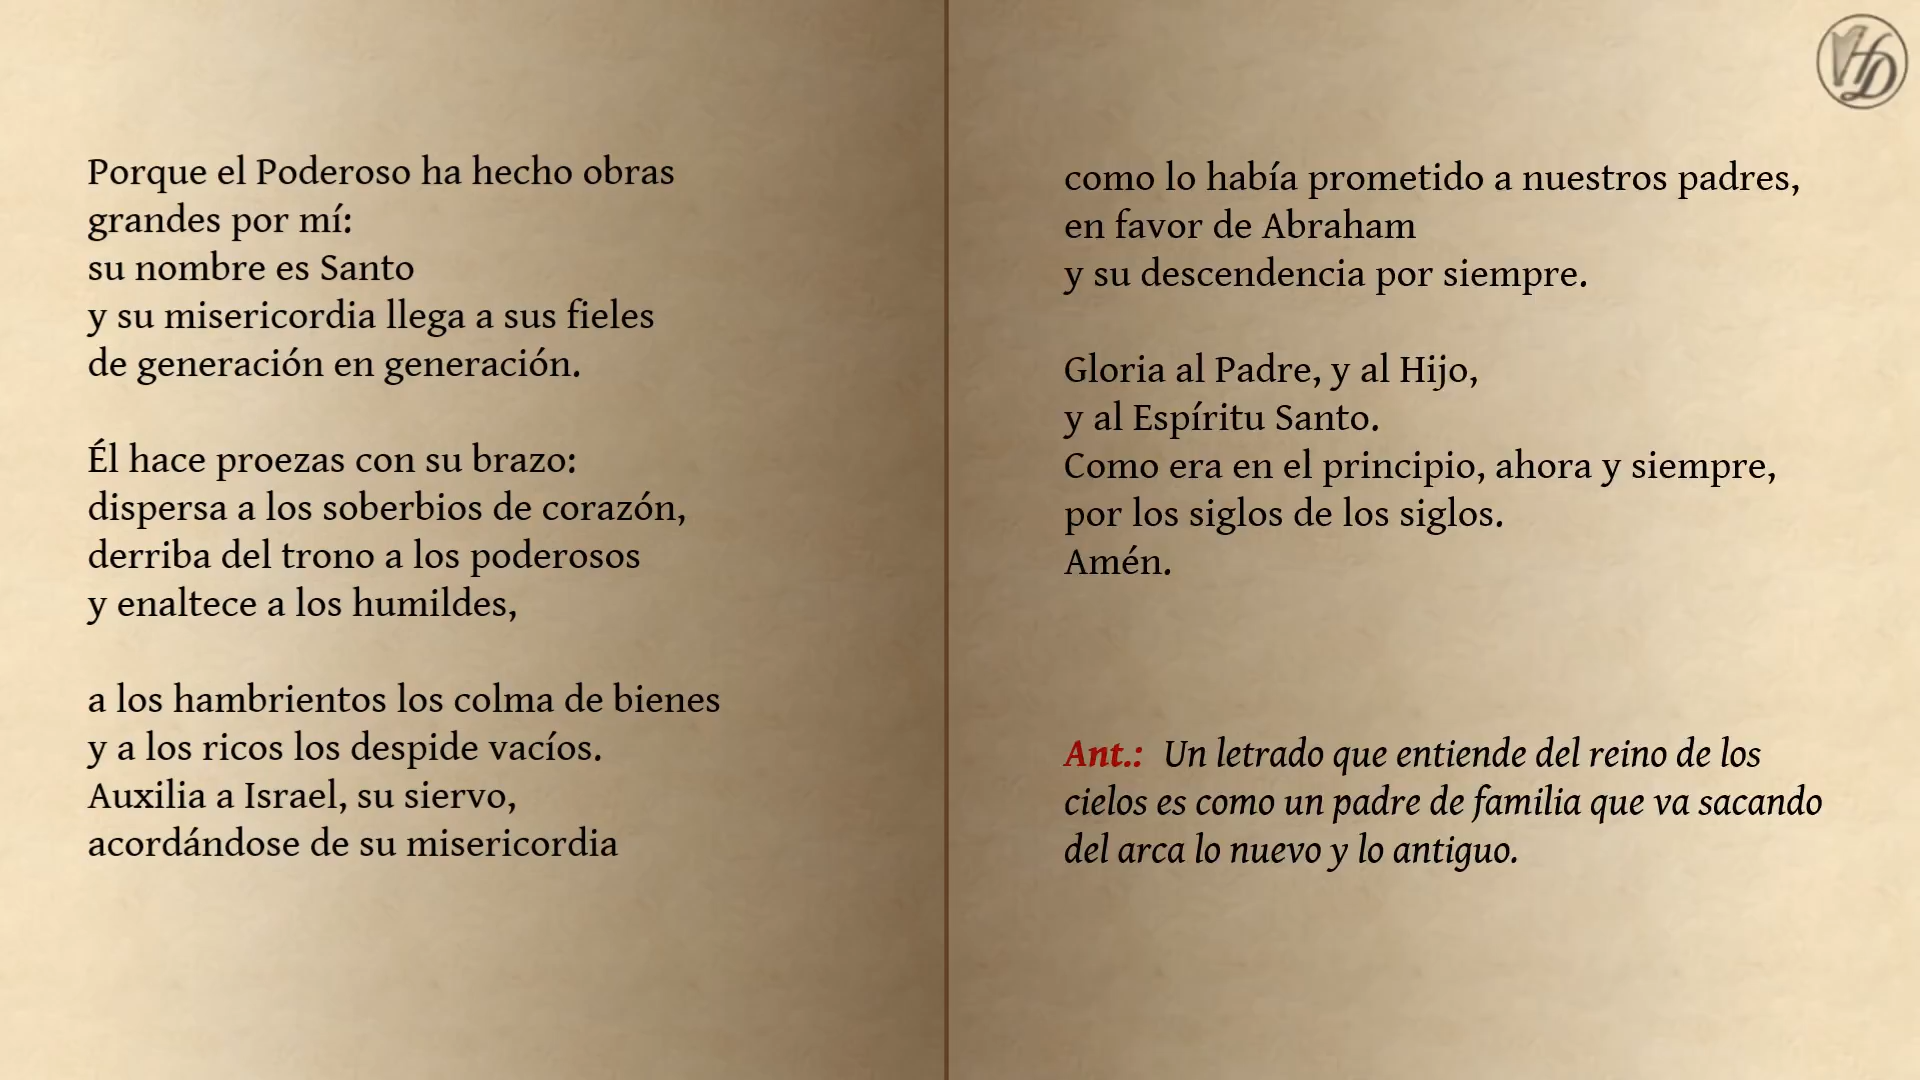 Porque el Poderoso ha hecho obras
grandes por mí:
su nombre es Santo
y su misericordia llega a sus fieles
de generación en generación.
Él hace proezas con su brazo:
dispersa a los soberbios de corazón,
derriba del trono a los poderosos
y enaltece a los humildes,
a los hambrientos los colma de bienes
y a los ricos los despide vacíos.
Auxilia a Israel, su siervo,
acordándose de su misericordia
como lo había prometido a nuestros padres,
en favor de Abraham
y su descendencia por siempre.
Gloria al Padre, y al Hijo,
y al Espíritu Santo.
Como era en el principio, ahora y siempre,
por los siglos de los siglos.
Amén.
Ant.: Un letrado que entiende del reino de los
cielos es como un padre de familia que va sacando
del arca lo nuevo y lo antiguo.
HD